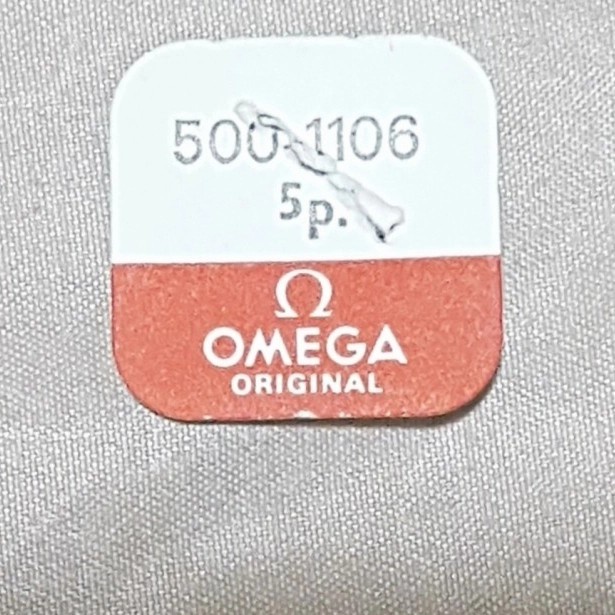 500-1106
5p.
Ω
OMEGA
ORIGINAL